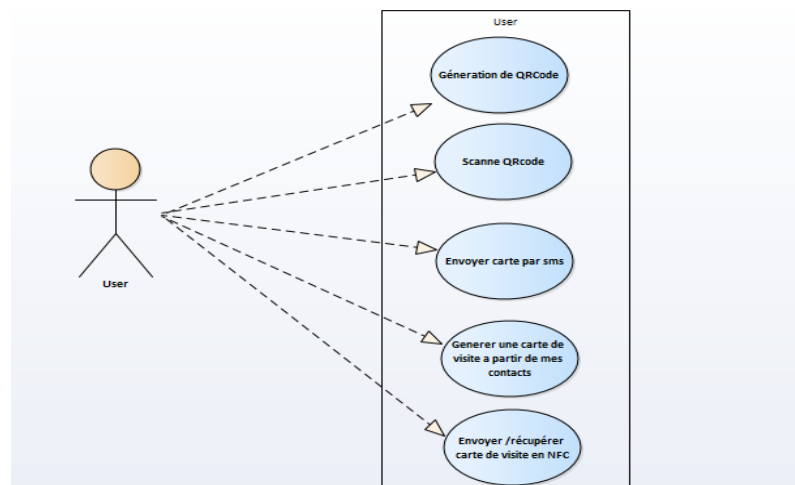 User
Géneration de QRCode
Scanne QRcode
Envoyer carte par sms
User
Generer une carte de
visite a partir de mes
contacts
Envoyer /récupérer
carte de visite en NFC